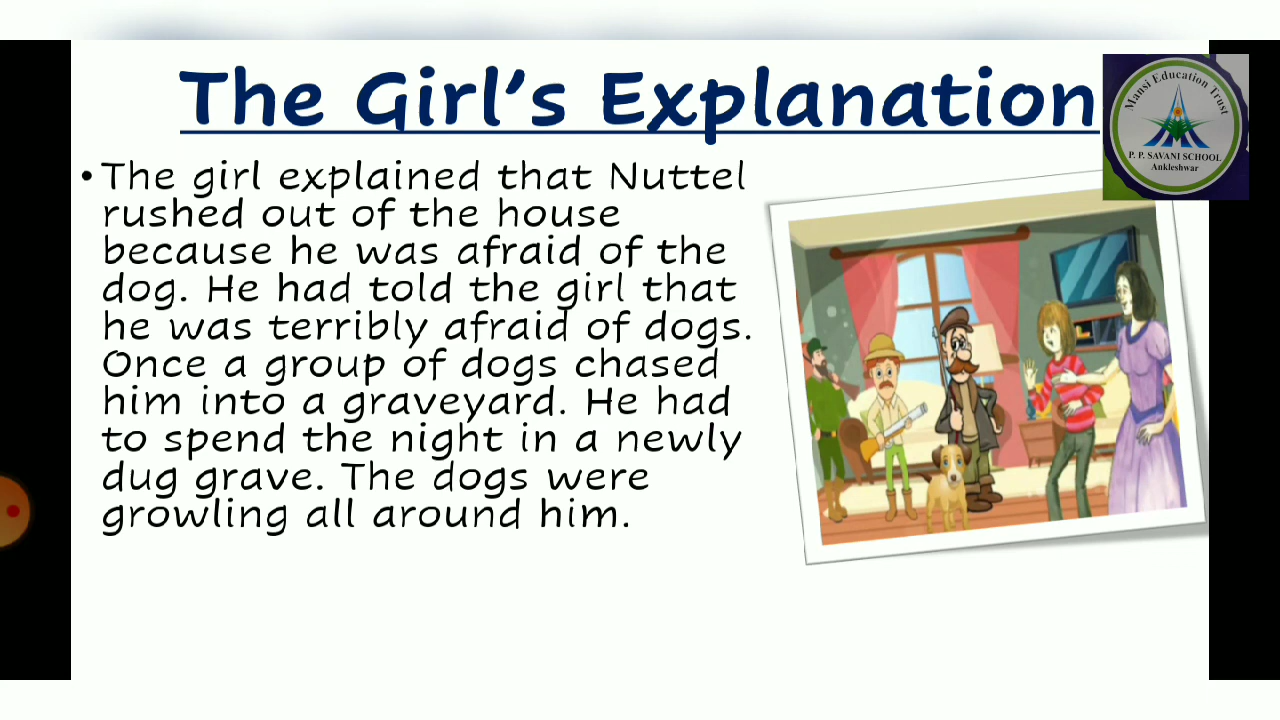 The Girl's Explanation
• The girl explained that Nuttel
rushed out of the house
because he was afraid of the
dog. He had told the girl that
he was terribly afraid of dogs.
Once a group of dogs chased
him into a graveyard. He had
to spend the night in a newly
dug grave. The dogs were
growling all around him.
Mansi Education Trust
P. P. SAVANI SCHOOL
Ankleshwar